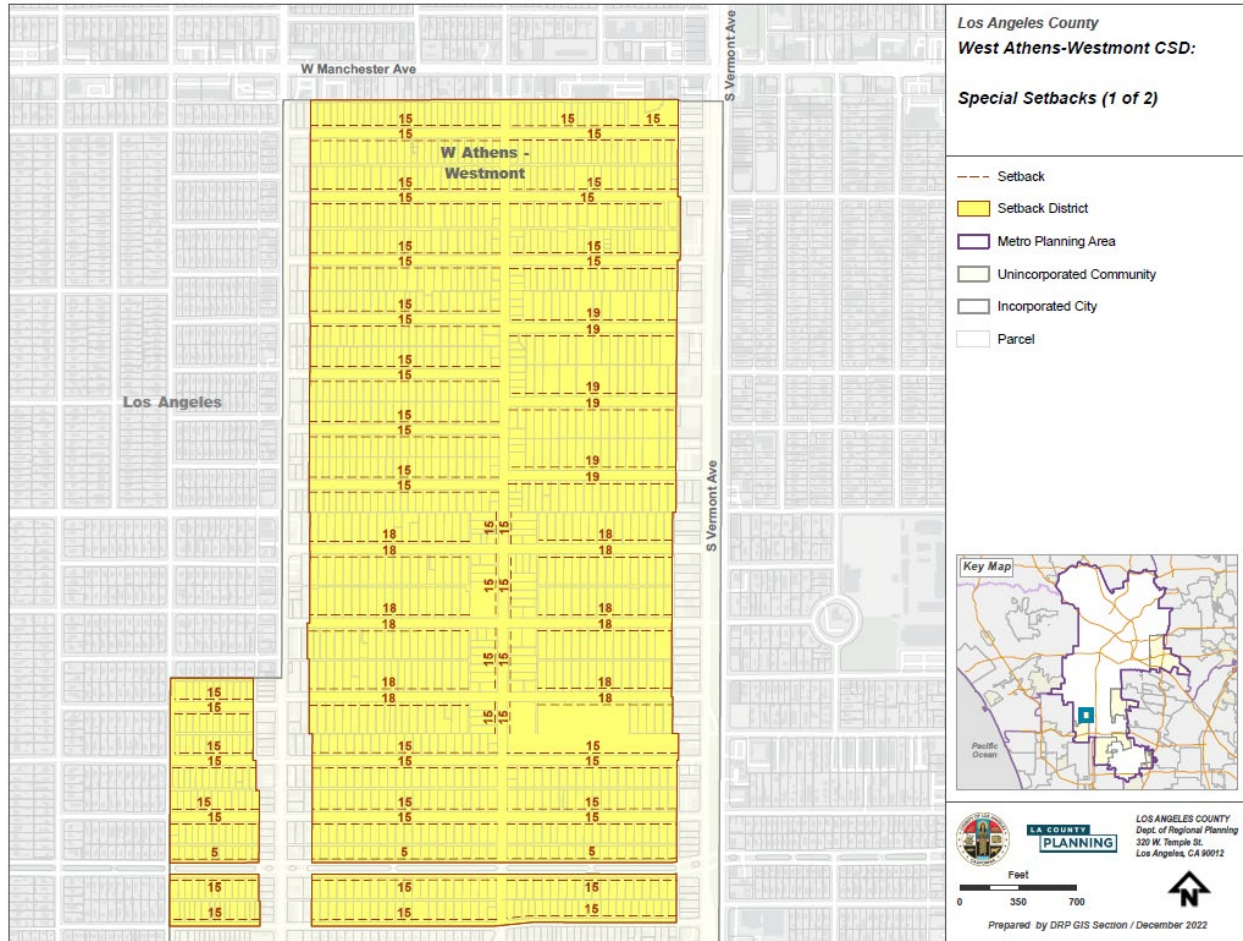 W Manchester Ave
S Vermont Ave
15 15 15
15 15
W Athens -
Westmont
15 15
15 15
15 15
15 15
15
19
15
19
15
15
19
19
Los Angeles
15
15
19
15
19
15
S Vermont Ave
15 15
18 18
18 18
15 15
18 18
18 18
15 15
18 18
15
18 18
15
15 15
15 15 15
15 15 15
15 15 15
15 15 15
5 5 5
15 15 15
15 15 15
Los Angeles County
West Athens-Westmont CSD:
Special Setbacks (1 of 2)
Setback
Setback District
Metro Planning Area
Unincorporated Community
Incorporated City
Parcel
Key Map
Pacific
Ocean
LA COUNTY
PLANNING
LOS ANGELES COUNTY
Dept. of Regional Planning
320 W. Temple St.
Los Angeles, CA 90012
Feet
0 350 700
N
Prepared by DRP GIS Section / December 2022